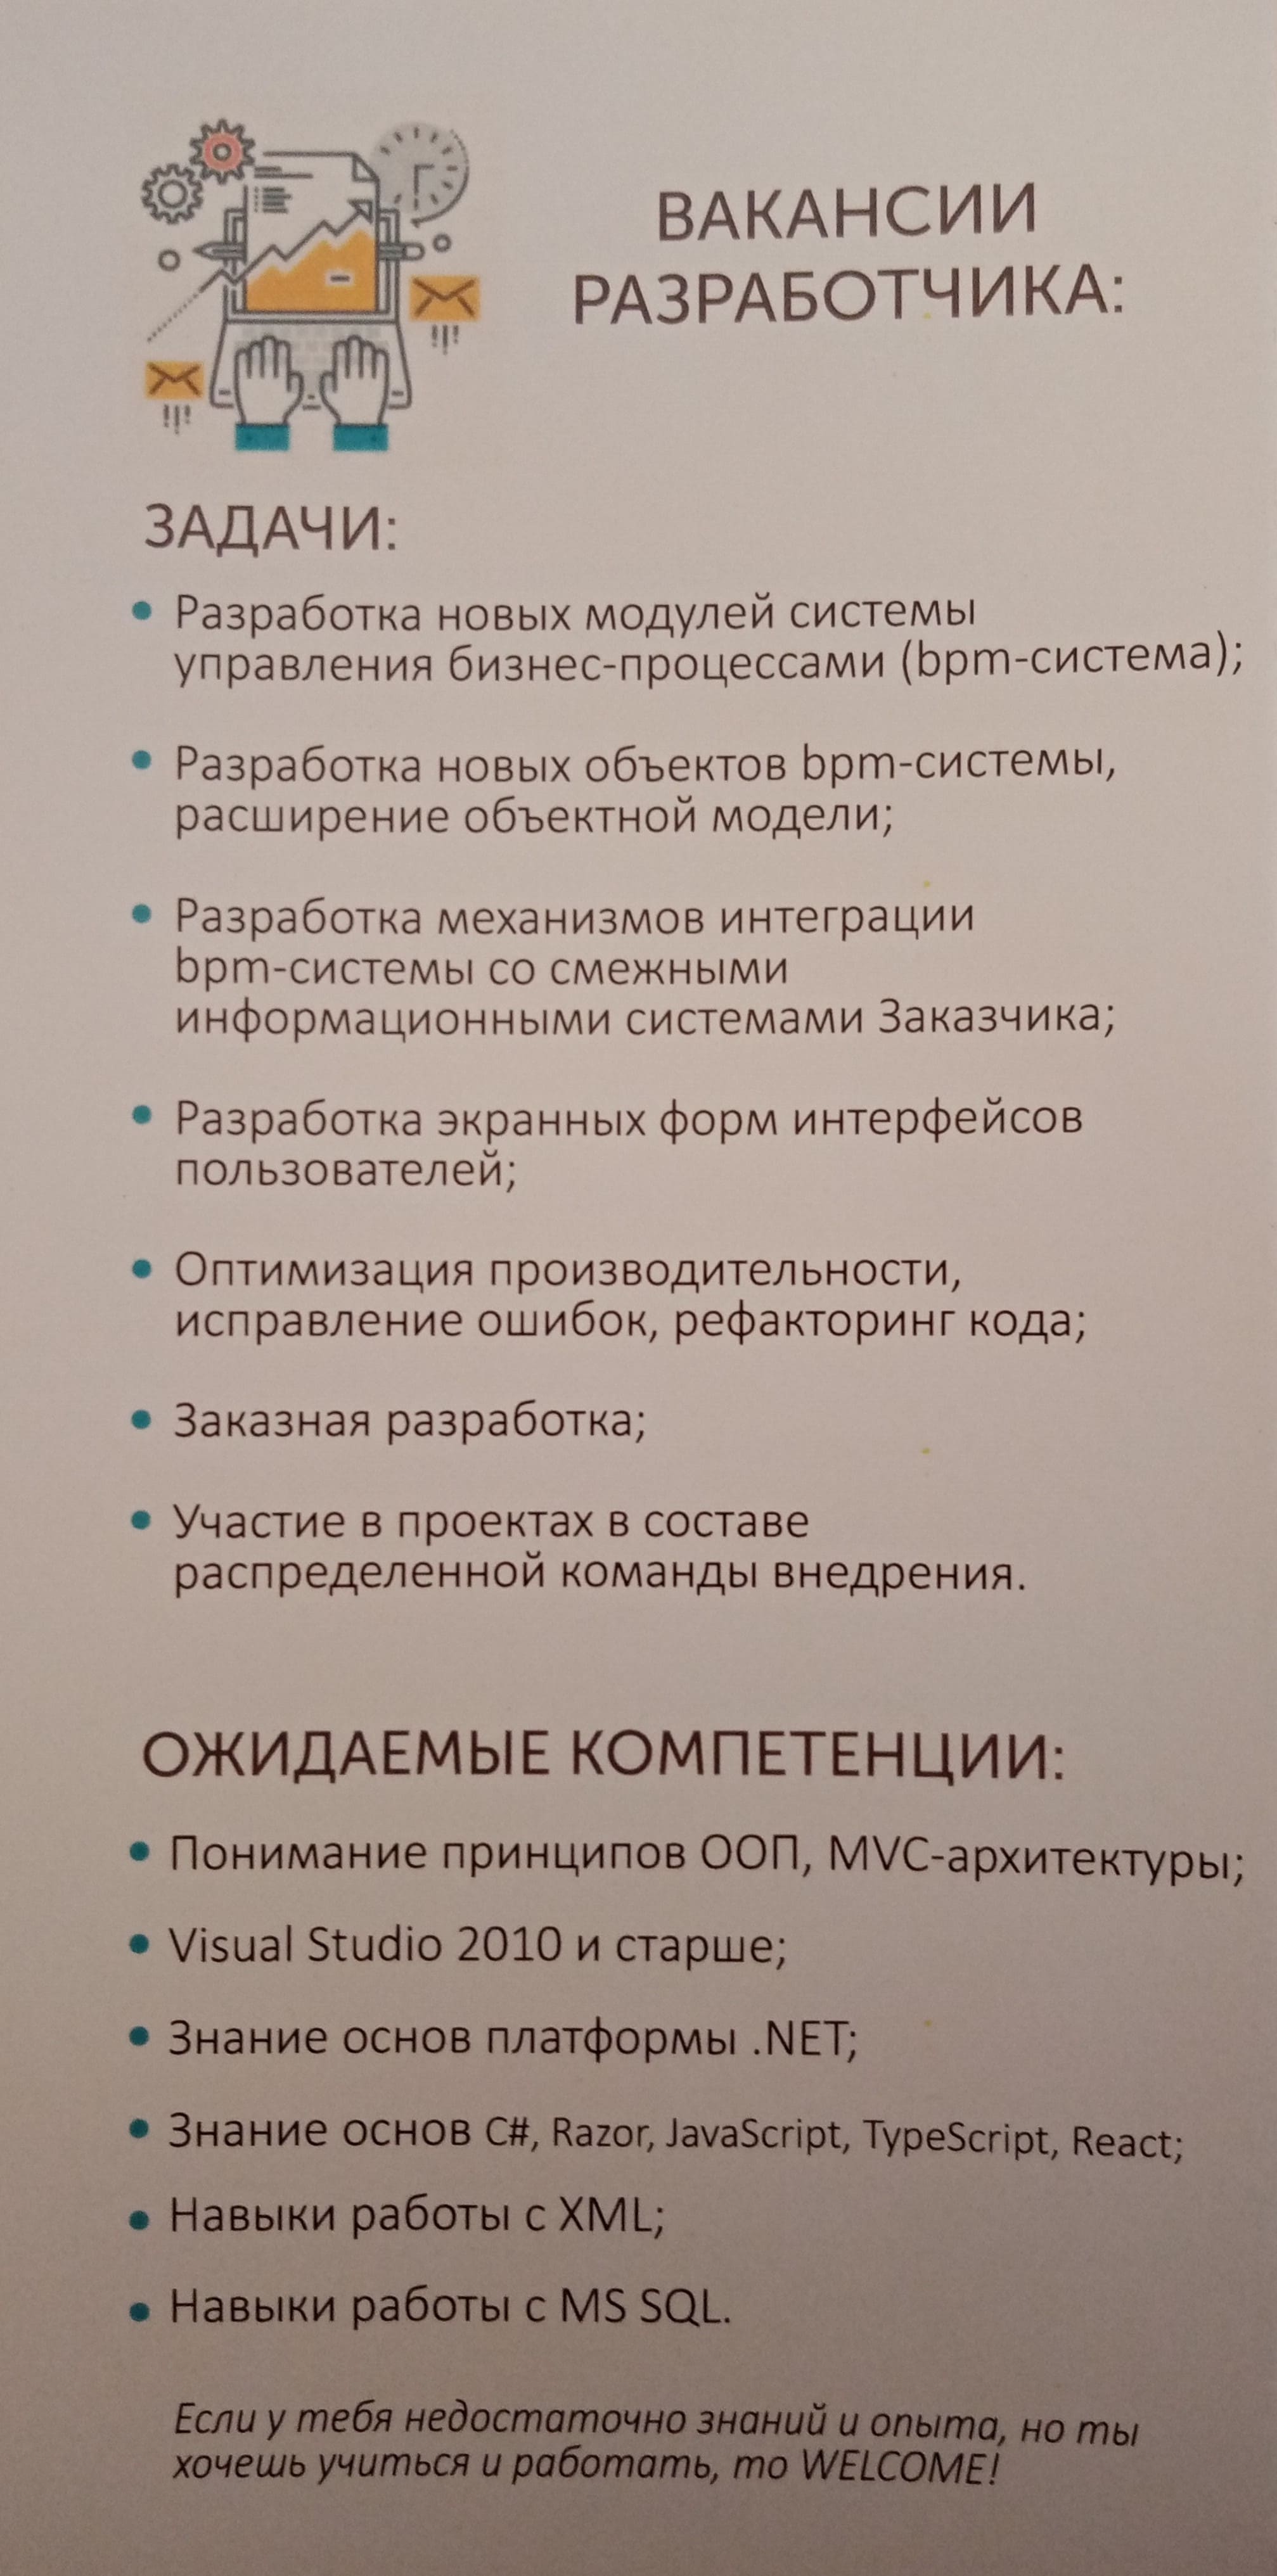 ВАКАНСИИ
РАЗРАБОТЧИКА:
ЗАДАЧИ:
• Разработка новых модулей системы
управления бизнес-процессами (bpm-система);
• Разработка новых объектов bpm-системы,
расширение объектной модели;
• Разработка механизмов интеграции
bpm-системы со смежными
информационными системами Заказчика;
• Разработка экранных форм интерфейсов
пользователей;
• Оптимизация производительности,
исправление ошибок, рефакторинг кода;
• Заказная разработка;
• Участие в проектах в составе
распределенной команды внедрения.
ОЖИДАЕМЫЕ КОМПЕТЕНЦИИ:
• Понимание принципов ООП, MVC-архитектуры;
• Visual Studio 2010 и старше;
• Знание основ платформы .NET;
• Знание основ C#, Razor, JavaScript, TypeScript, React;
• Навыки работы с XML;
• Навыки работы с MS SQL.
Если у тебя недостаточно знаний и опыта, но ты
хочешь учиться и работать, то WELCOME!